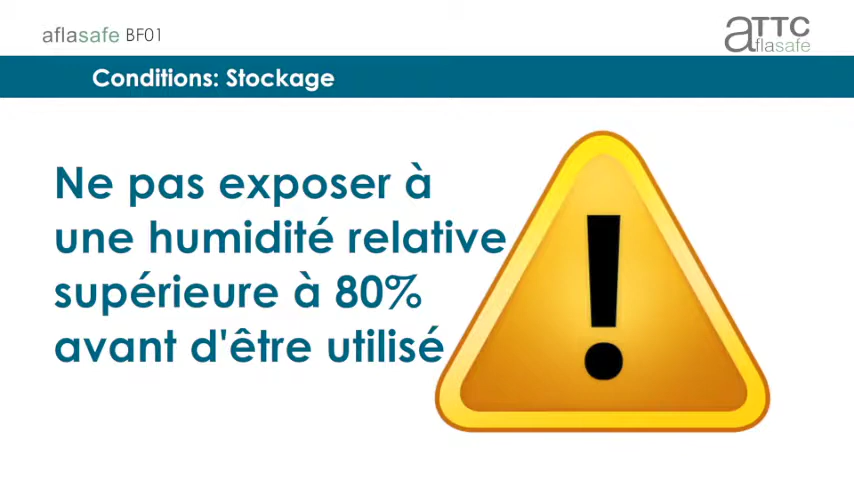 aflasafe BF01
aTTC
aflasafe
Conditions: Stockage
Ne pas exposer à
une humidité relative
supérieure à 80%
avant d'être utilisé